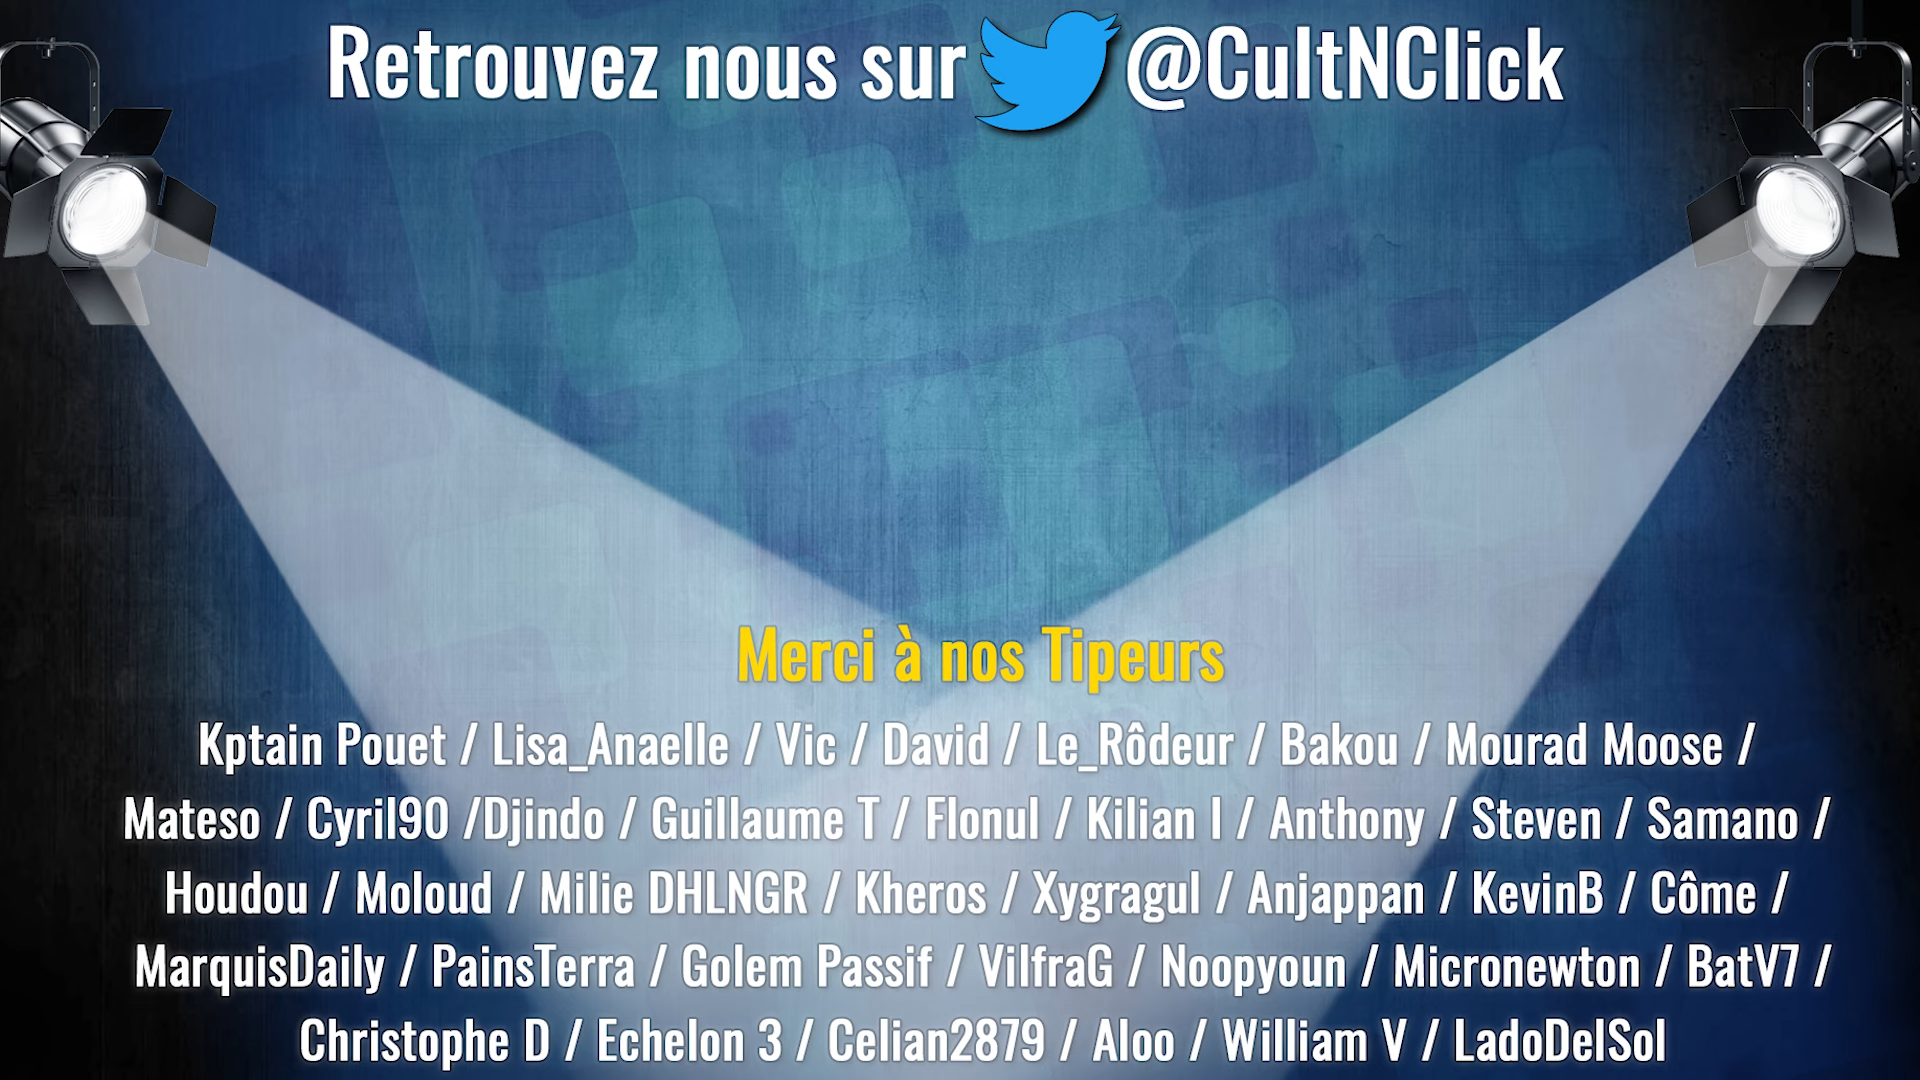 Retrouvez nous sur @CultNClick
Merci à nos Tipeurs
Kptain Pouet / Lisa_Anaelle / Vic / David / Le_Rôdeur / Bakou / Mourad Moose /
Mateso / Cyril90 /Djindo / Guillaume T / Flonul / Kilian I / Anthony / Steven / Samano /
Houdou / Moloud / Milie DHLNGR / Kheros / Xygragul / Anjappan / KevinB / Côme /
MarquisDaily / PainsTerra / Golem Passif / VilfraG / Noopyoun / Micronewton / BatV7 /
Christophe D / Echelon 3 / Celian2879 / Aloo / William V / LadoDelSol